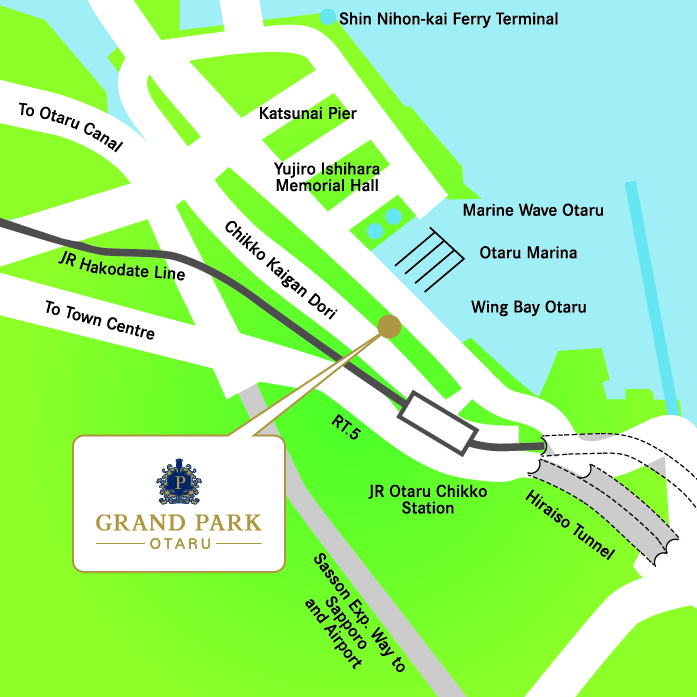 Shin Nihon-kai Ferry Terminal
Katsunai Pier
To Otaru Canal
Yujiro Ishihara
Memorial Hall
Marine Wave Otaru
Chikko Kaigan Dori
Otaru Marina
JR Hakodate Line
Wing Bay Otaru
To Town Centre
RT.5
P
GRAND PARK
OTARU
JR Otaru Chikko
Station
Hiraiso Tunnel
Sasson Exp. Way to
Sapporo
and Airport